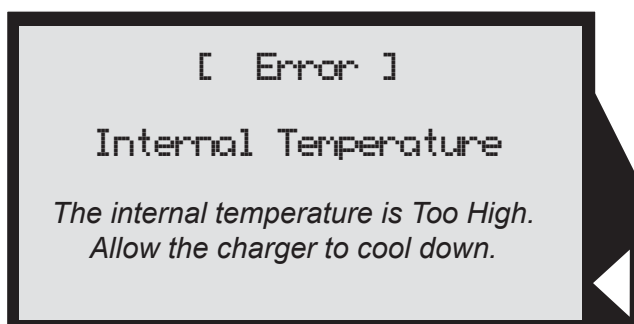 [ Error ]
Internal Temperature
The internal temperature is Too High.
Allow the charger to cool down.